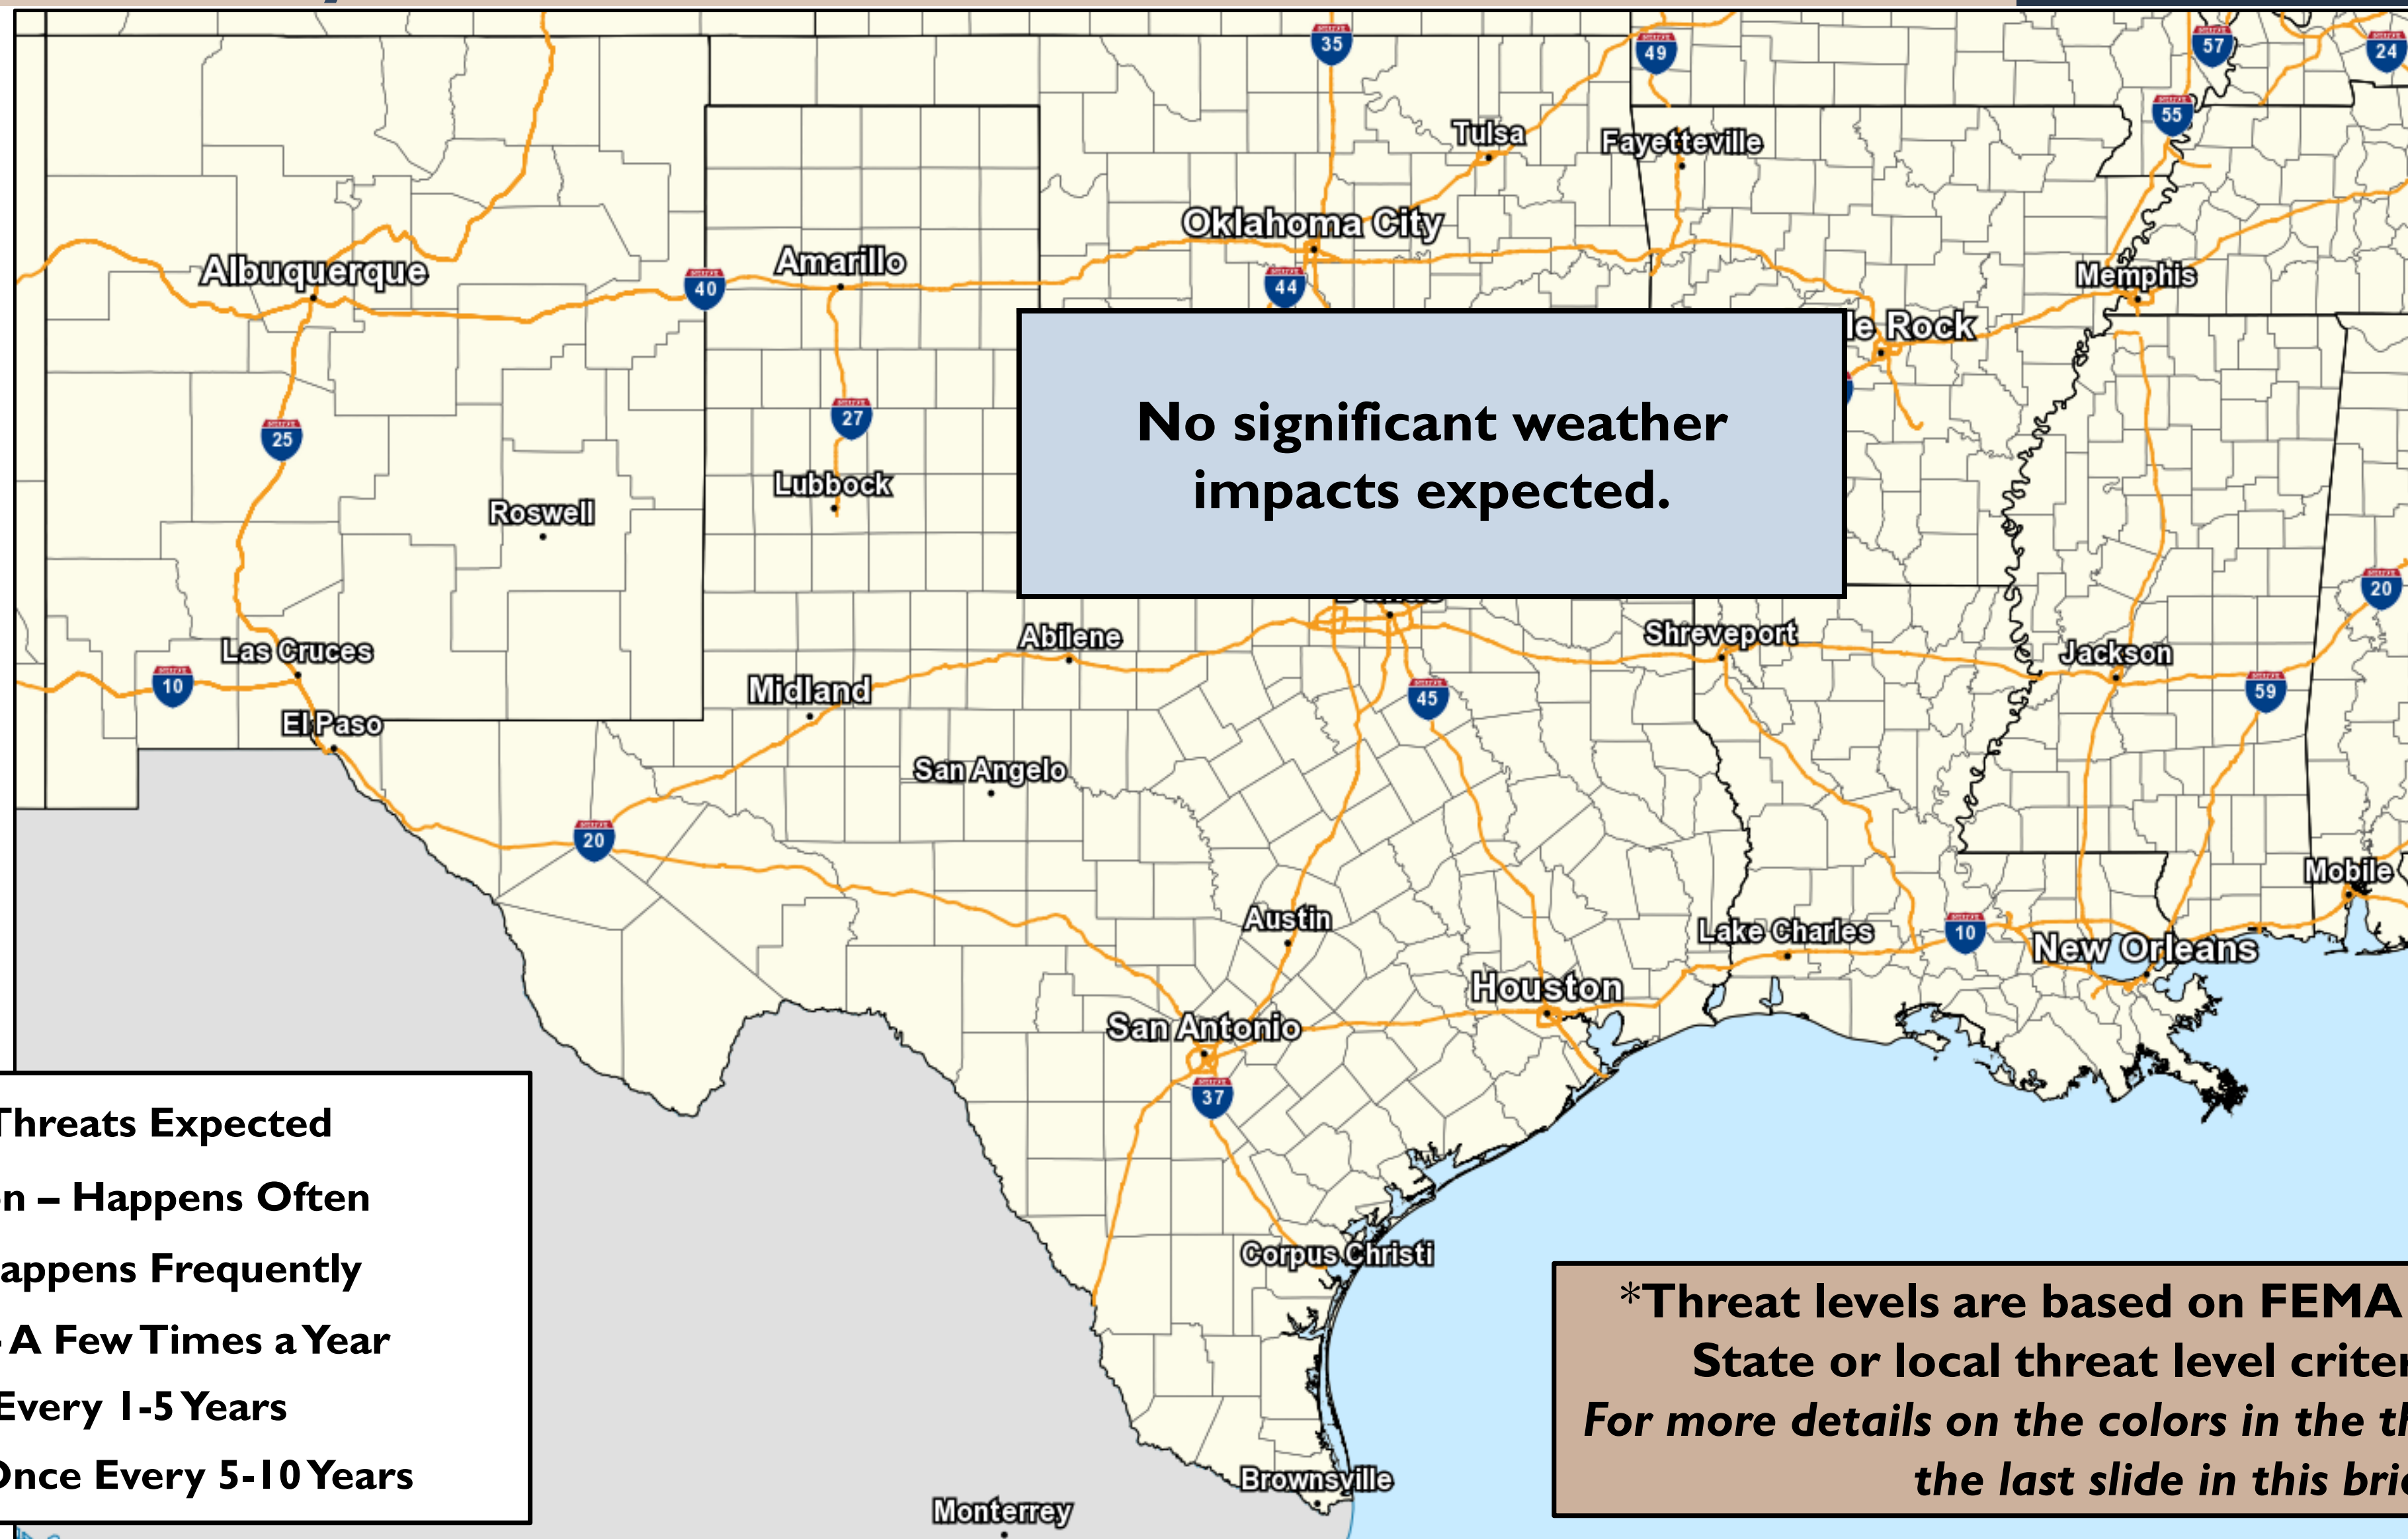 35
49
57
24
55
Tulsa
Fayetteville
Oklahoma City
Albuquerque
Amarillo
40
44
Memphis
Rock
No significant weather
impacts expected.
25
27
Lubbock
Roswell
20
Las Cruces
Abilene
Shreveport
Jackson
10
Midland
45
59
El Paso
San Angelo
20
Mobile
Austin
Lake Charles
10
New Orleans
Houston
San Antonio
37
Threats Expected
– Happens Often
Corpus Christi
Frequently
*Threat levels are based on FEMA
A Few Times a Year
State or local threat level
Every 1-5 Years
For more details on the colors in the
Once Every 5-10 Years
the last slide in this
Brownsville
Monterrey